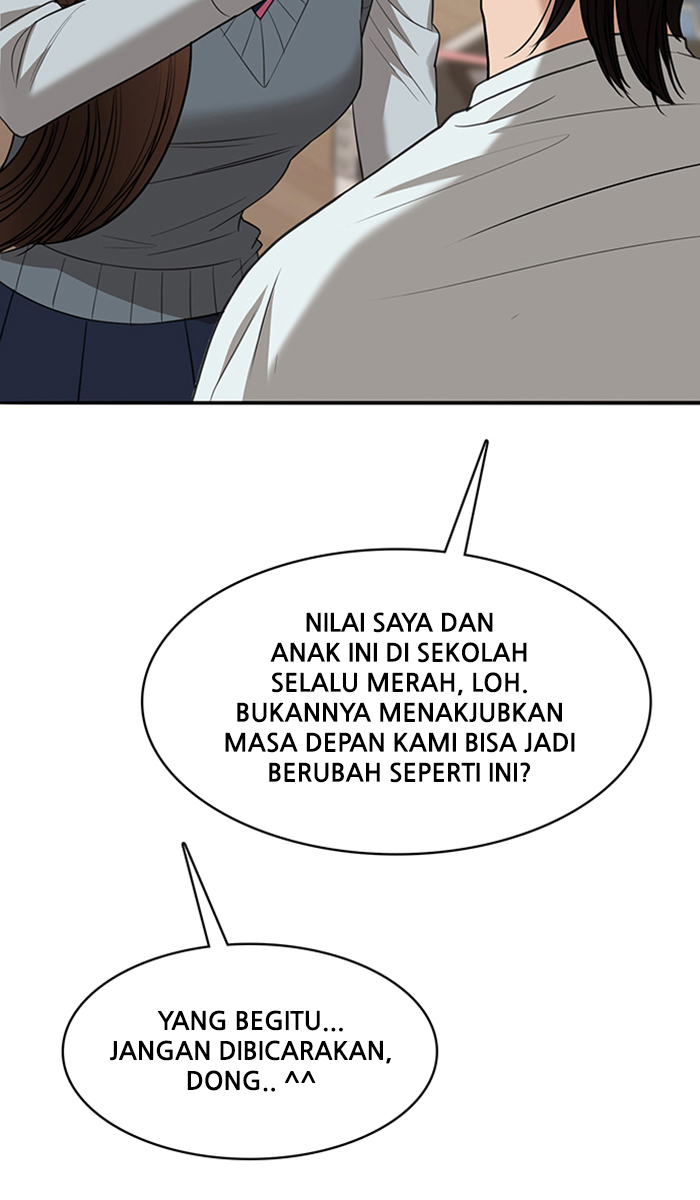 NILAI SAYA DAN
ANAK INI DI SEKOLAH
SELALU MERAH, LOH.
BUKANNYA MENAKJUBKAN
MASA DEPAN KAMI BISA JADI
BERUBAH SEPERTI INI?
YANG BEGITU...
JANGAN DIBICARAKAN,
DONG.. ^^